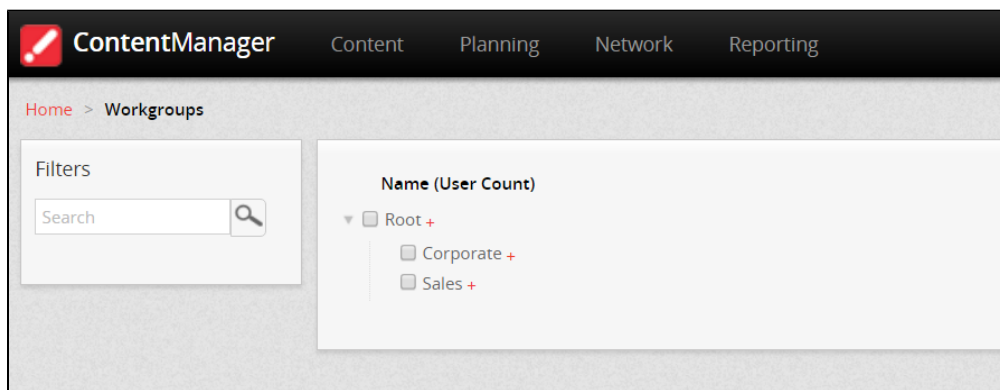 ContentManager Content Planning Network Reporting
Home > Workgroups
Filters
Search
Name (User Count)
Root +
Corporate +
Sales +